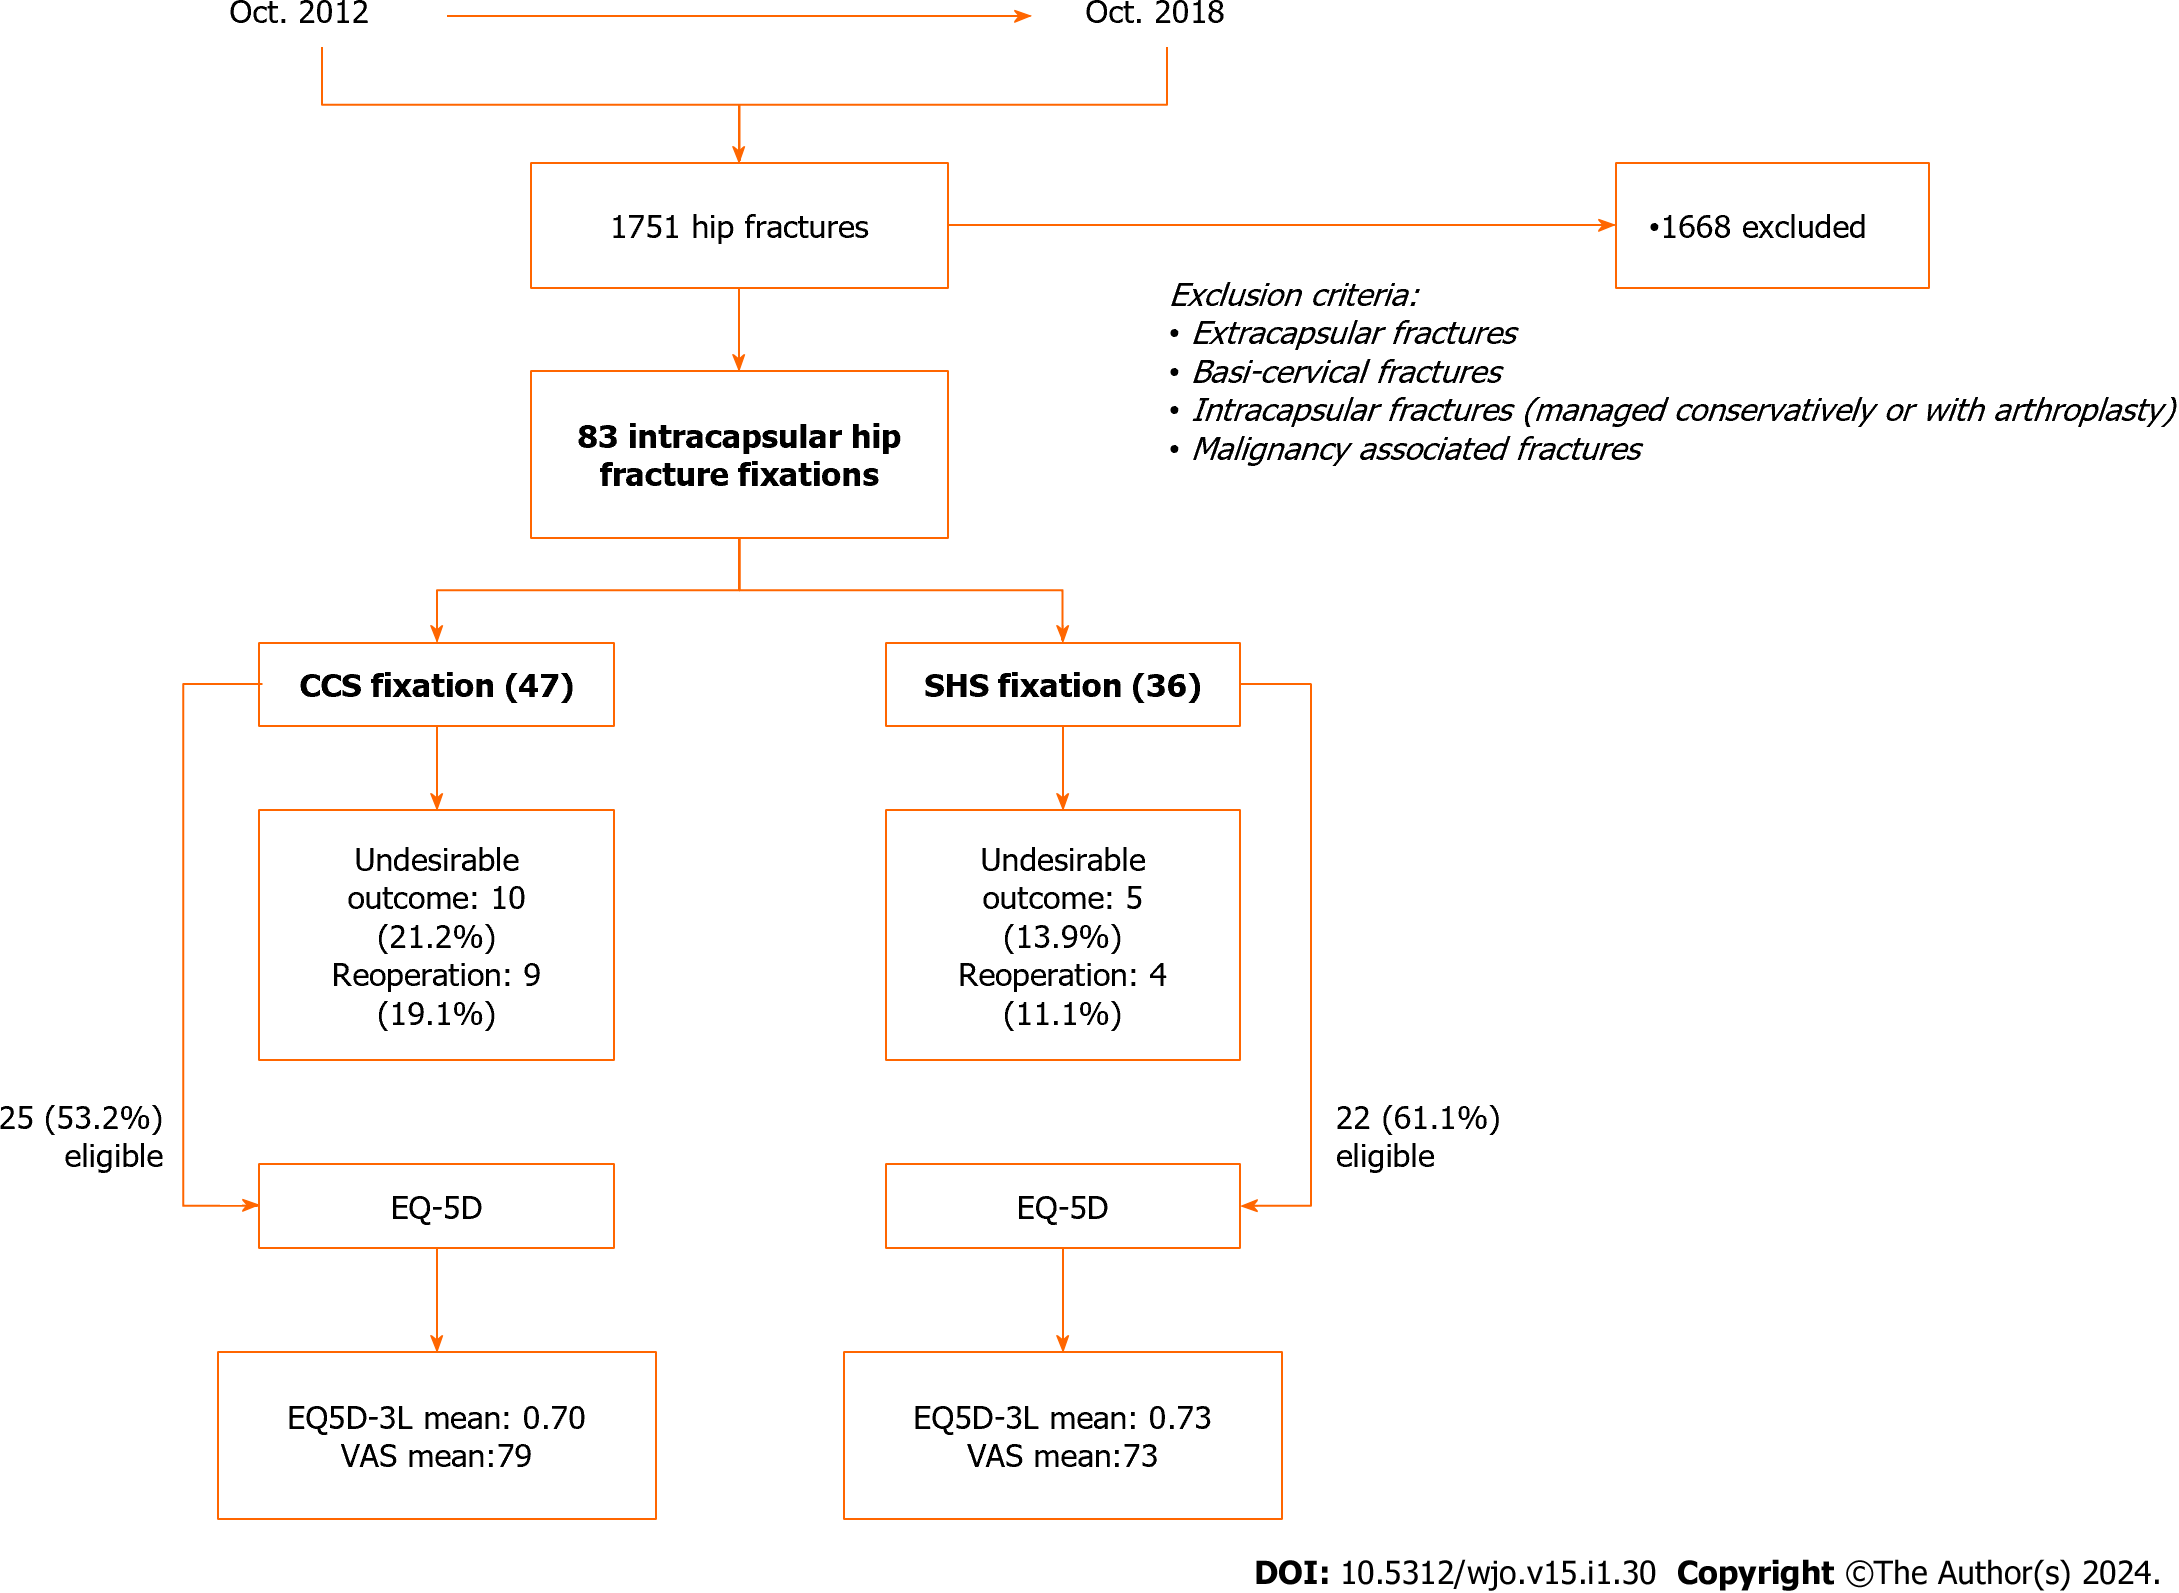 Oct. 2012
Oct. 2018
1751 hip fractures
•1668 excluded
Exclusion criteria:
• Extracapsular fractures
• Basi-cervical fractures
• Intracapsular fractures (managed conservatively or with arthroplasty)
• Malignancy associated fractures
83 intracapsular hip
fracture fixations
CCS fixation (47)
SHS fixation (36)
Undesirable
outcome: 10
(21.2%)
Reoperation: 9
(19.1%)
Undesirable
outcome: 5
(13.9%)
Reoperation: 4
(11.1%)
25 (53.2%)
eligible
22 (61.1%)
eligible
EQ-5D
EQ-5D
EQ5D-3L mean: 0.70
VAS mean:79
EQ5D-3L mean: 0.73
VAS mean:73
DOI: 10.5312/wjo.v15.i1.30 Copyright ©The Author(s) 2024.